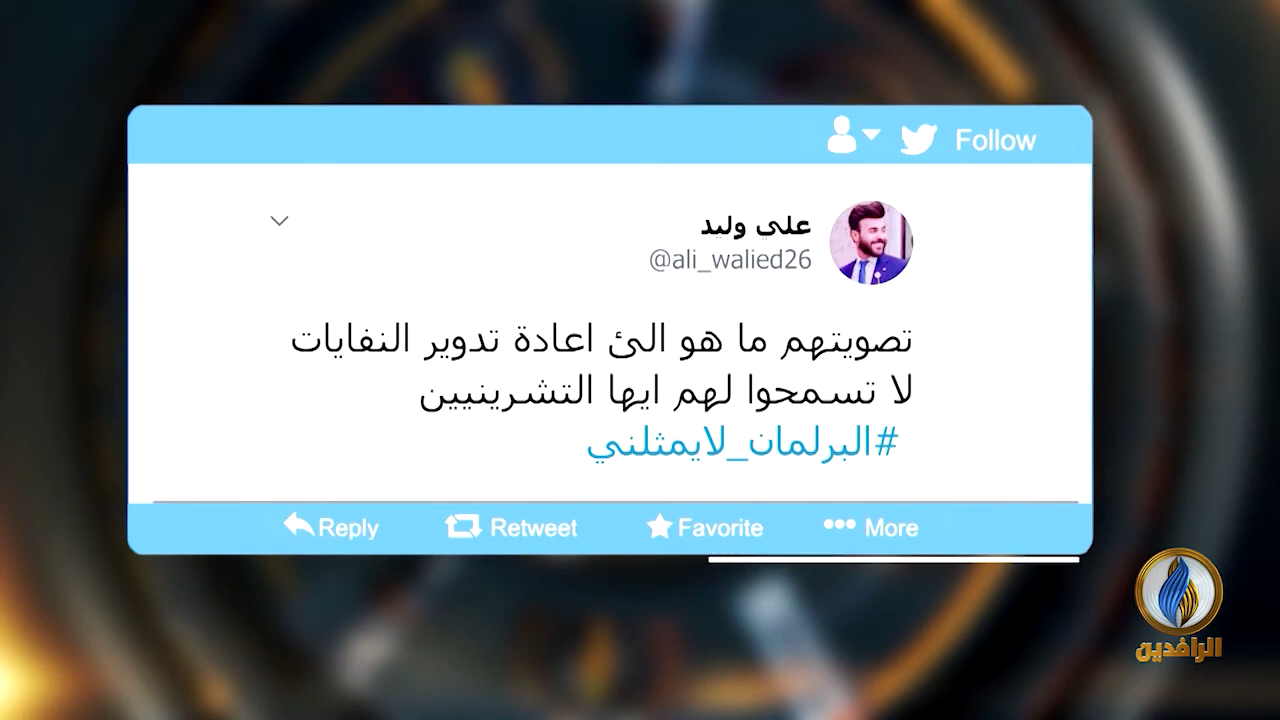 Follow
علي وليد
@ali_walied26
تصويتهم ما هو الئ اعادة تدوير النفايات
لا تسمحوا لهم ايها التشرينيين
#البرلمان_لايمثلني
Reply Retweet Favorite More
الرافدين